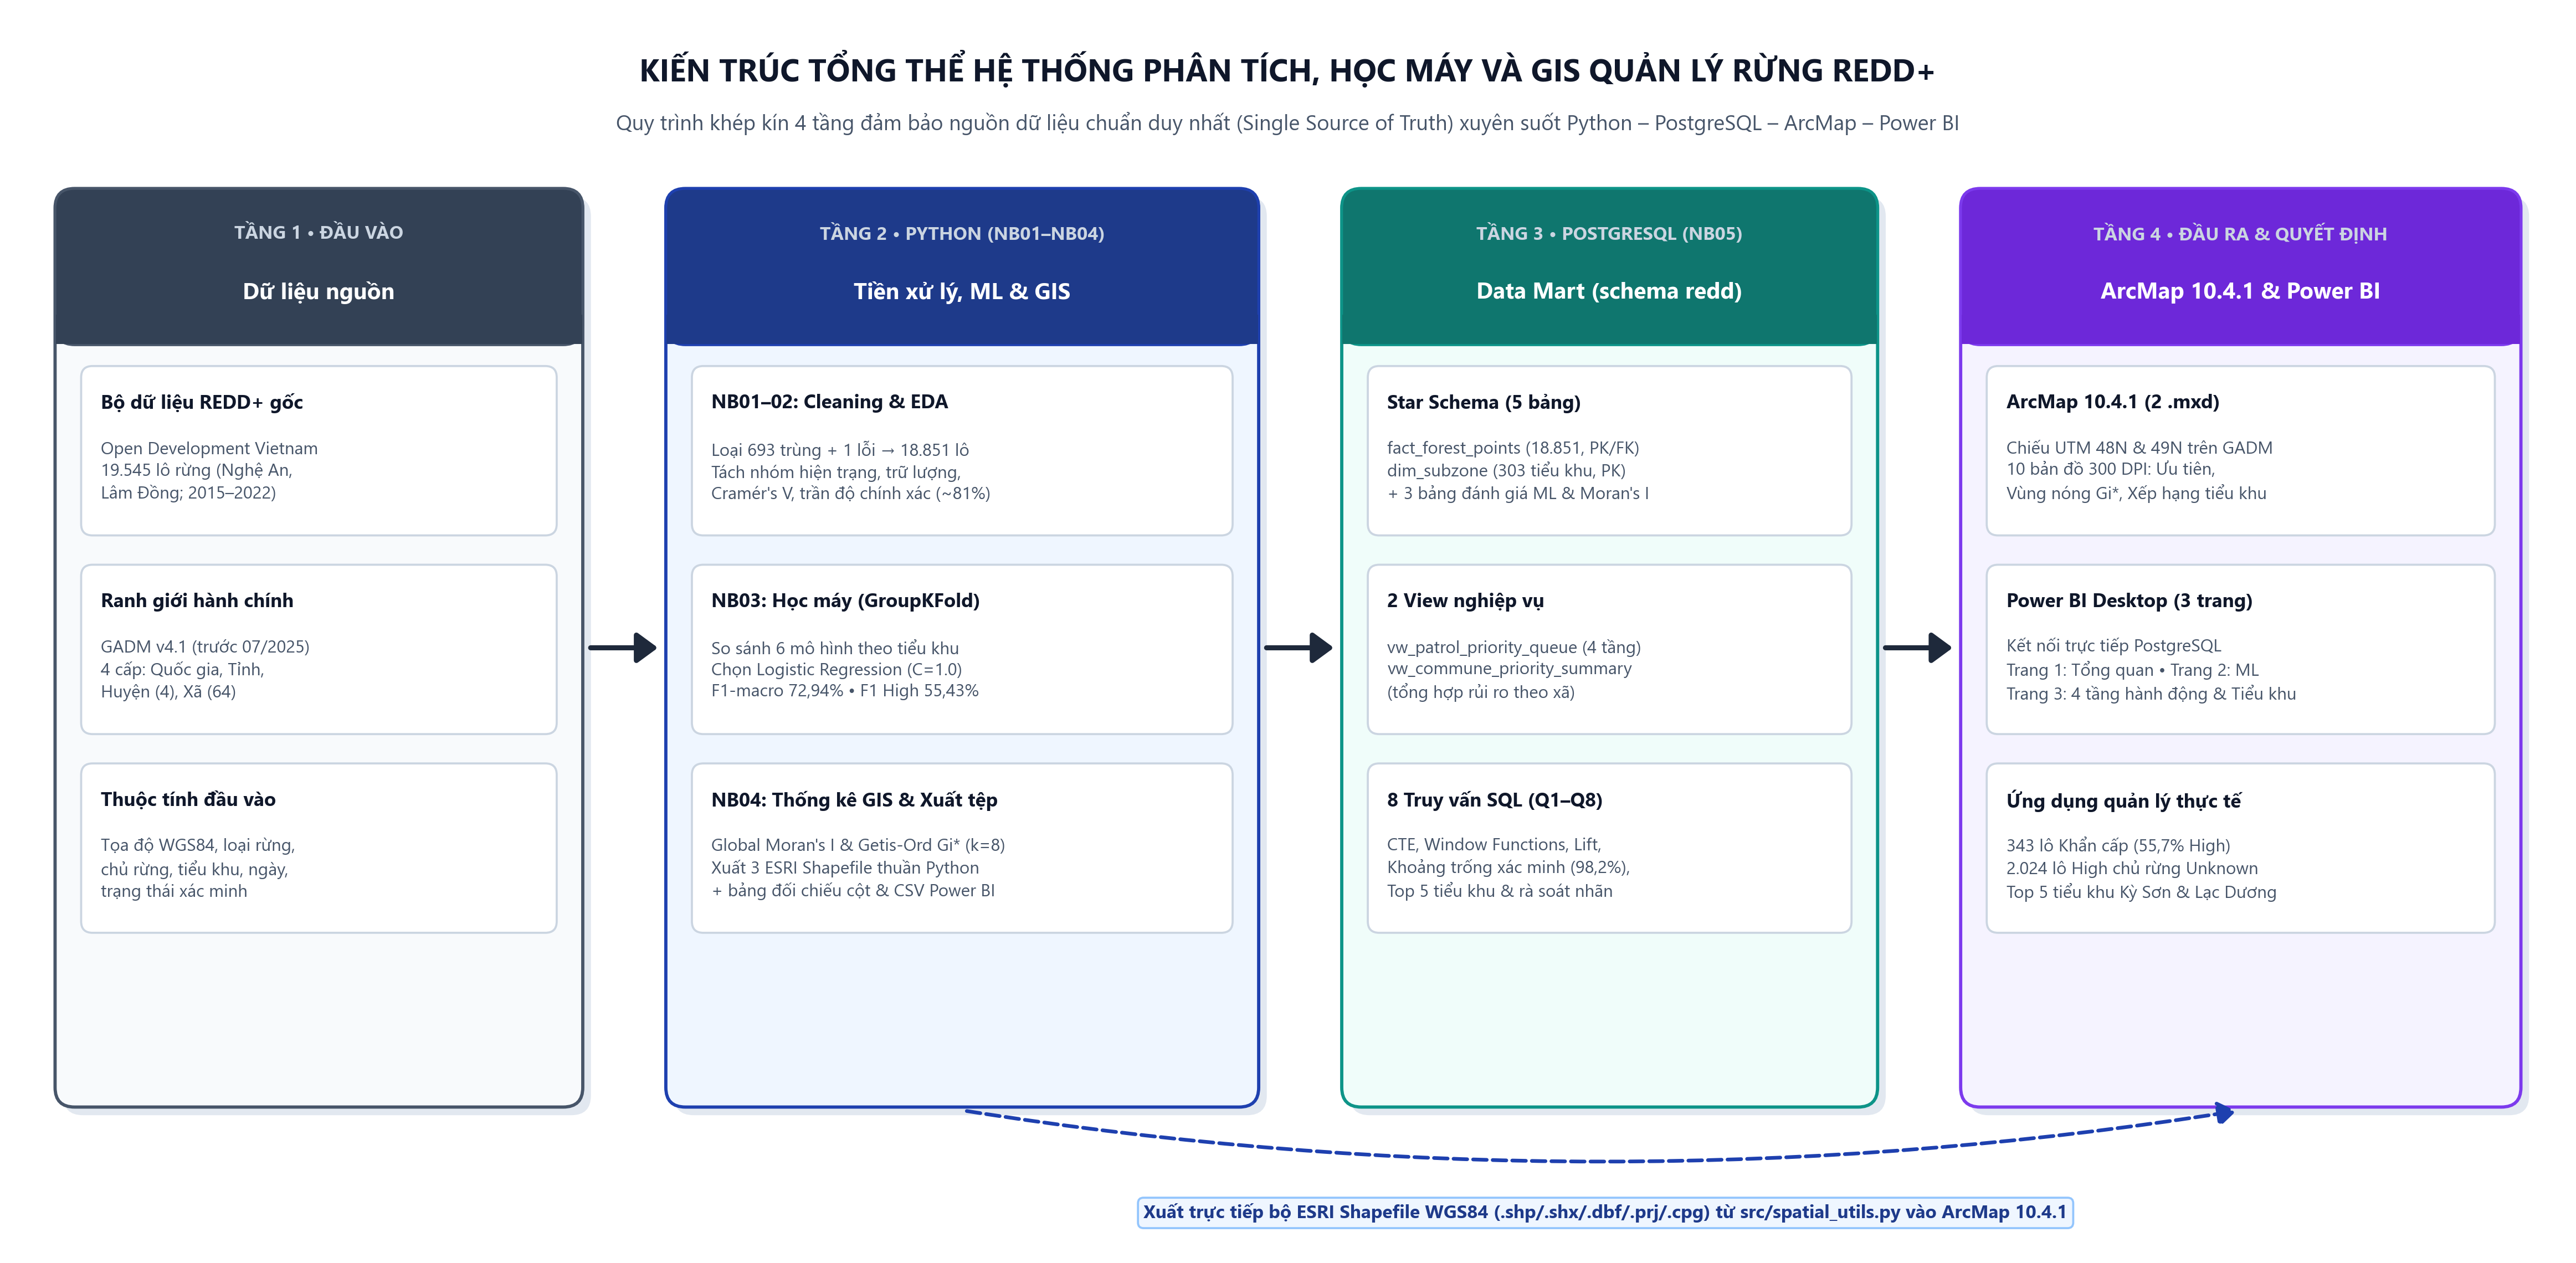 KIẾN TRÚC TỔNG THỂ HỆ THỐNG PHÂN TÍCH, HỌC MÁY VÀ GIS QUẢN LÝ RỪNG REDD+
Quy trình khép kín 4 tầng đảm bảo nguồn dữ liệu chuẩn duy nhất (Single Source of Truth) xuyên suốt Python – PostgreSQL – ArcMap – Power BI
TẦNG 1 • ĐẦU VÀO
Dữ liệu nguồn
Bộ dữ liệu REDD+ gốc
Open Development Vietnam
19.545 lô rừng (Nghệ An,
Lâm Đồng; 2015–2022)
Ranh giới hành chính
GADM v4.1 (trước 07/2025)
4 cấp: Quốc gia, Tỉnh,
Huyện (4), Xã (64)
Thuộc tính đầu vào
Tọa độ WGS84, loại rừng,
chủ rừng, tiểu khu, ngày,
trạng thái xác minh
TẦNG 2 • PYTHON (NB01–NB04)
Tiền xử lý, ML & GIS
NB01–02: Cleaning & EDA
Loại 693 trùng + 1 lỗi → 18.851 lô
Tách nhóm hiện trạng, trữ lượng,
Cramér's V, trần độ chính xác (~81%)
NB03: Học máy (GroupKFold)
So sánh 6 mô hình theo tiểu khu
Chọn Logistic Regression (C=1.0)
F1-macro 72,94% • F1 High 55,43%
NB04: Thống kê GIS & Xuất tệp
Global Moran's I & Getis-Ord Gi* (k=8)
Xuất 3 ESRI Shapefile thuần Python
+ bảng đối chiếu cột & CSV Power BI
TẦNG 3 • POSTGRESQL (NB05)
Data Mart (schema redd)
Star Schema (5 bảng)
fact_forest_points (18.851, PK/FK)
dim_subzone (303 tiểu khu, PK)
+ 3 bảng đánh giá ML & Moran's I
2 View nghiệp vụ
vw_patrol_priority_queue (4 tầng)
vw_commune_priority_summary
(tổng hợp rủi ro theo xã)
8 Truy vấn SQL (Q1–Q8)
CTE, Window Functions, Lift,
Khoảng trống xác minh (98,2%),
Top 5 tiểu khu & rà soát nhãn
TẦNG 4 • ĐẦU RA & QUYẾT ĐỊNH
ArcMap 10.4.1 & Power BI
ArcMap 10.4.1 (2 .mxd)
Chiếu UTM 48N & 49N trên GADM
10 bản đồ 300 DPI: Ưu tiên,
Vùng nóng Gi*, Xếp hạng tiểu khu
Power BI Desktop (3 trang)
Kết nối trực tiếp PostgreSQL
Trang 1: Tổng quan • Trang 2: ML
Trang 3: 4 tầng hành động & Tiểu khu
Ứng dụng quản lý thực tế
343 lô Khẩn cấp (55,7% High)
2.024 lô High chủ rừng Unknown
Top 5 tiểu khu Kỳ Sơn & Lạc Dương
Xuất trực tiếp bộ ESRI Shapefile WGS84 (.shp/.shx/.dbf/.prj/.cpg) từ src/spatial_utils.py vào ArcMap 10.4.1